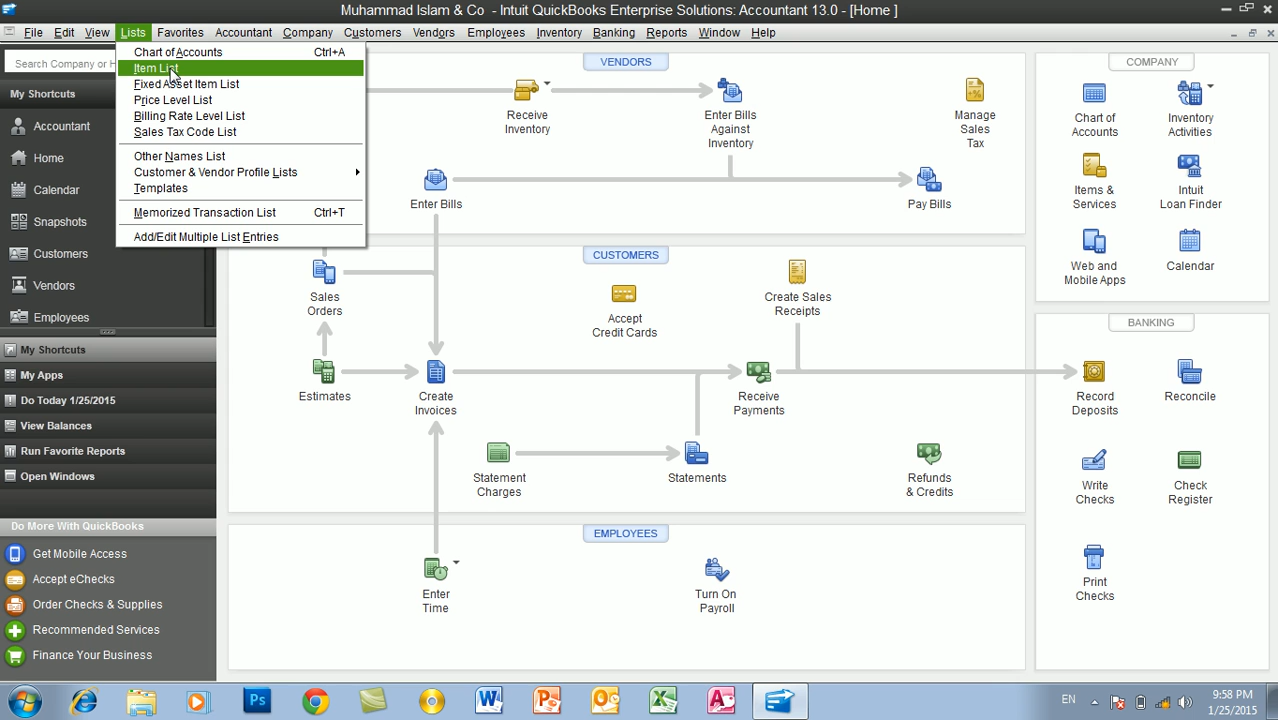 Muhammad Islam & Co - Intuit QuickBooks Enterprise Solutions: Accountant 13.0 - [Home ]
File Edit View Lists Favorites Accountant Company Customers Vendors Employees Inventory Banking Reports Window Help
Search Company or H
My Shortcuts
Accountant
Home
Calendar
Snapshots
Customers
Vendors
Employees
My Shortcuts
My Apps
Do Today 1/25/2015
View Balances
Run Favorite Reports
Open Windows
Do More With QuickBooks
Get Mobile Access
Accept eChecks
Order Checks & Supplies
Recommended Services
Finance Your Business
Chart of Accounts Ctrl+A
Item List
Fixed Asset Item List
Price Level List
Billing Rate Level List
Sales Tax Code List
Other Names List
Customer & Vendor Profile Lists
Templates
Memorized Transaction List Ctrl+T
Add/Edit Multiple List Entries
VENDORS
Receive
Inventory
Enter Bills
Against
Inventory
Manage
Sales
Tax
Enter Bills
Pay Bills
CUSTOMERS
Sales
Orders
Accept
Credit Cards
Create Sales
Receipts
Estimates
Create
Invoices
Receive
Payments
Statement
Charges
Statements
Refunds
& Credits
EMPLOYEES
Enter
Time
Turn On
Payroll
COMPANY
Chart of
Accounts
Inventory
Activities
Items &
Services
Intuit
Loan Finder
Web and
Mobile Apps
Calendar
BANKING
Record
Deposits
Reconcile
Write
Checks
Check
Register
Print
Checks
Ps
EN
9:58 PM
1/25/2015